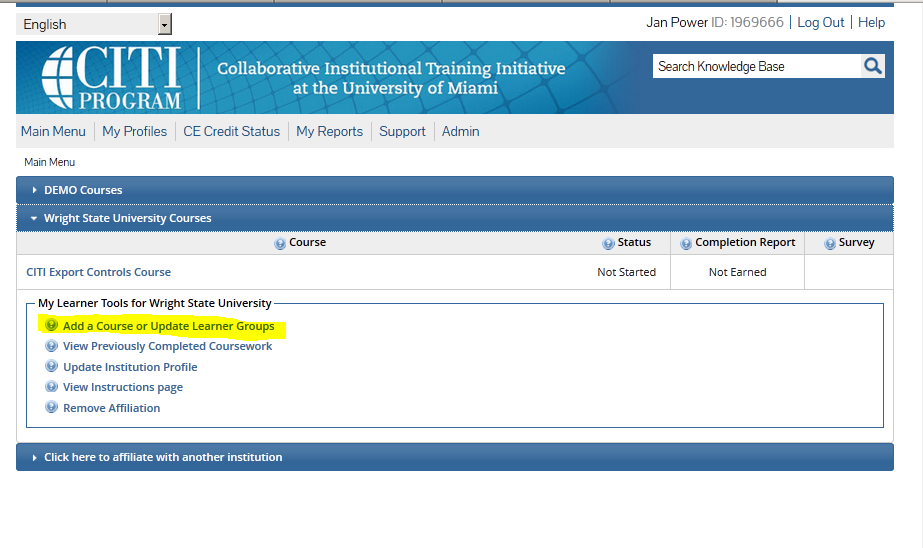 English
Jan Power ID: 1969666 | Log Out | Help
CITI
PROGRAM
Collaborative Institutional Training Initiative
at the University of Miami
Search Knowledge Base
Main Menu | My Profiles | CE Credit Status | My Reports | Support | Admin
Main Menu
DEMO Courses
Wright State University Courses
Course Status Completion Report Survey
CITI Export Controls Course Not Started Not Earned
My Learner Tools for Wright State University
Add a Course or Update Learner Groups
View Previously Completed Coursework
Update Institution Profile
View Instructions page
Remove Affiliation
Click here to affiliate with another institution